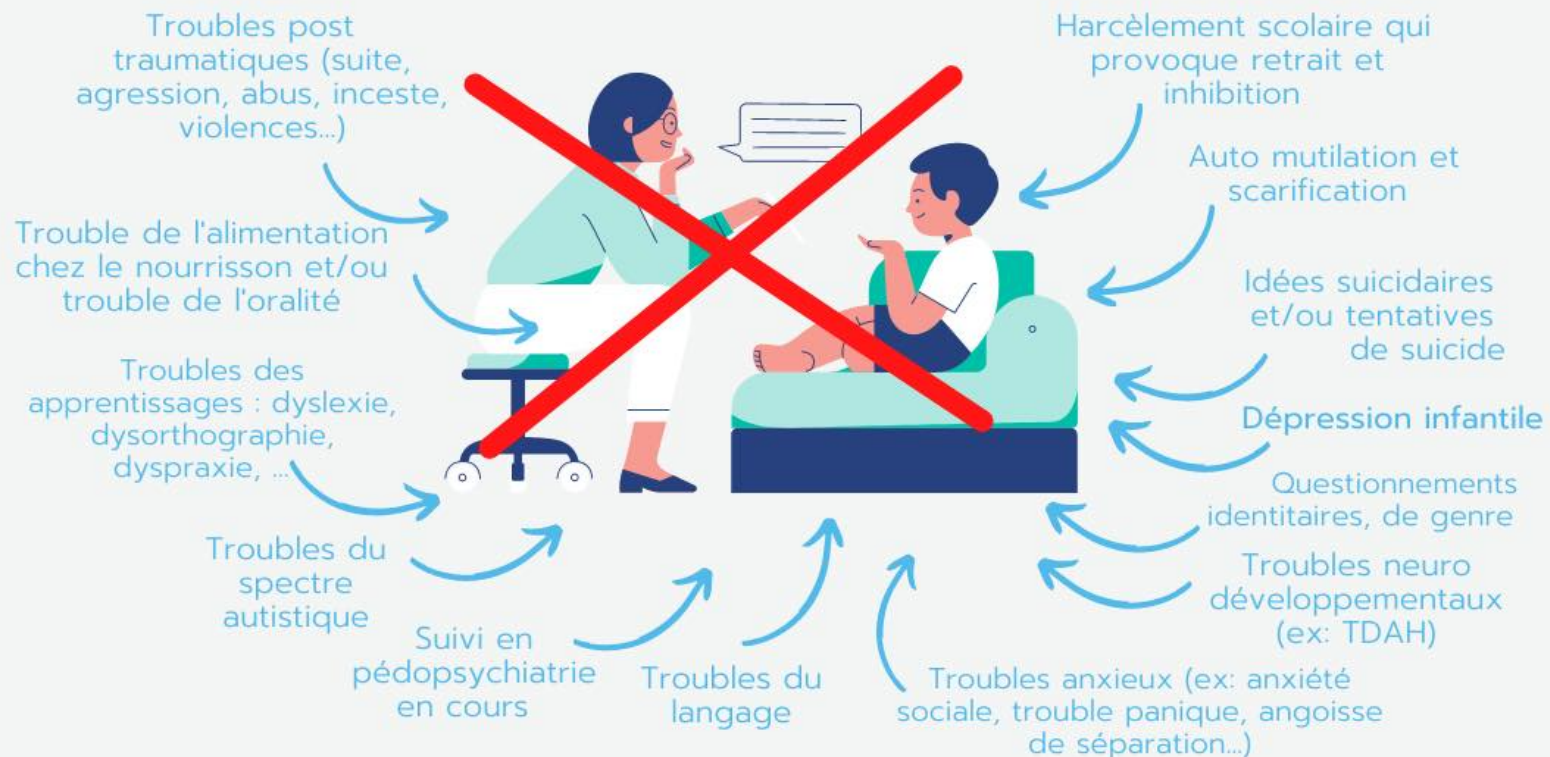 Troubles post
traumatiques (suite,
agression, abus, inceste,
violences...)
Trouble de l'alimentation
chez le nourrisson et/ou
trouble de l'oralité
Troubles des
apprentissages : dyslexie,
dysorthographie,
dyspraxie, ...
Troubles du
spectre
autistique
Suivi en
pédopsychiatrie
en cours
Troubles du
langage
Troubles anxieux (ex: anxiété
sociale, trouble panique, angoisse
de séparation...)
Harcèlement scolaire qui
provoque retrait et
inhibition
Auto mutilation et
scarification
Idées suicidaires
et/ou tentatives
de suicide
Dépression infantile
Questionnements
identitaires, de genre
Troubles neuro
développementaux
(ex: TDAH)